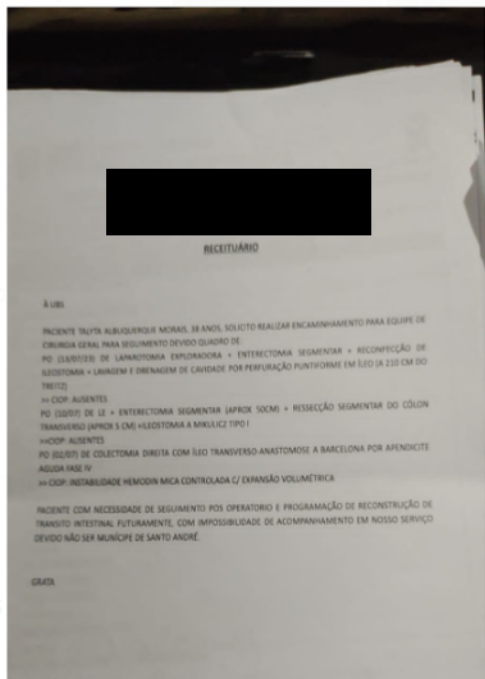 RECEITUÁRIO
À UBS
PACIENTE TALYTA ALBUQUERQUE MORAIS, 38 ANOS, SOLICITO REALIZAR ENCAMINHAMENTO PARA EQUIPE DE
CIRURGIA GERAL PARA SEGUIMENTO DEVIDO QUADRO DE
PO (13/07/23) DE LAPAROTOMIA EXPLORADORA + ENTERECTOMIA SEGMENTAR + RECONFECÇÃO DE
ILEOSTOMIA + LAVAGEM E DRENAGEM DE CAVIDADE POR PERFURAÇÃO PUNTIFORME EM ÍLEO (A 210 CM DO
TREITZ)
>> CIOP: AUSENTES
PO (10/07) DE LE + ENTERECTOMIA SEGMENTAR (APROX 50CM) + RESSECÇÃO SEGMENTAR DO CÓLON
TRANSVERSO (APROX 5 CM) +ILEOSTOMIA A MIKULICZ TIPO I
>>CIOP: AUSENTES
PO (02/07) DE COLECTOMIA DIREITA COM ÍLEO TRANSVERSO-ANASTOMOSE A BARCELONA POR APENDICITE
AGUDA FASE IV
>> CIOP: INSTABILIDADE HEMODIN MICA CONTROLADA C/ EXPANSÃO VOLUMÉTRICA
PACIENTE COM NECESSIDADE DE SEGUIMENTO POS OPERATORIO E PROGRAMAÇÃO DE RECONSTRUÇÃO DE
TRANSITO INTESTINAL FUTURAMENTE, COM IMPOSSIBILIDADE DE ACOMPANHAMENTO EM NOSSO SERVIÇO
DEVIDO NÃO SER MUNÍCIPE DE SANTO ANDRÉ.
GRATA